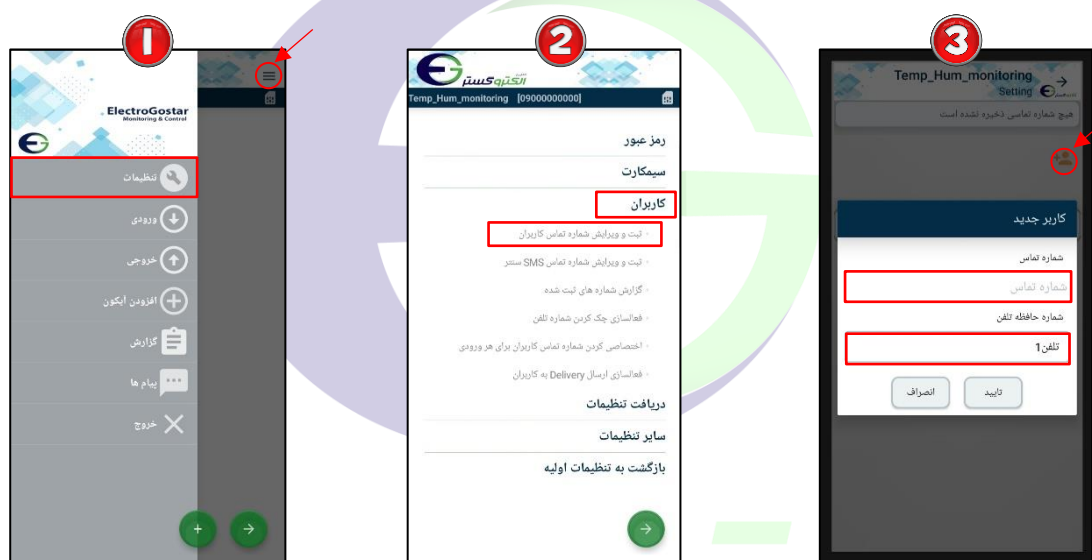 1
ElectroGostar
Monitoring & Control
تنظیمات
ورودی
خروجی
افزودن آیکون
گزارش
پیام ها
خروج
2
الکتروگستر
Temp_Hum_monitoring [09000000000]
رمز عبور
سیمکارت
کاربران
ثبت و ویرایش شماره تماس کاربران
ثبت و ویرایش شماره تماس SMS سنتر
گزارش شماره های ثبت شده
فعالسازی چک کردن شماره تلفن
اختصاصی کردن شماره تماس کاربران برای هر ورودی
فعالسازی ارسال Delivery به کاربران
دریافت تنظیمات
سایر تنظیمات
بازگشت به تنظیمات اولیه
3
Temp_Hum_monitoring
Setting
هیچ شماره تماسی ذخیره نشده است
کاربر جدید
شماره تماس
شماره تماس
شماره حافظه تلفن
تلفن1
تایید
انصراف